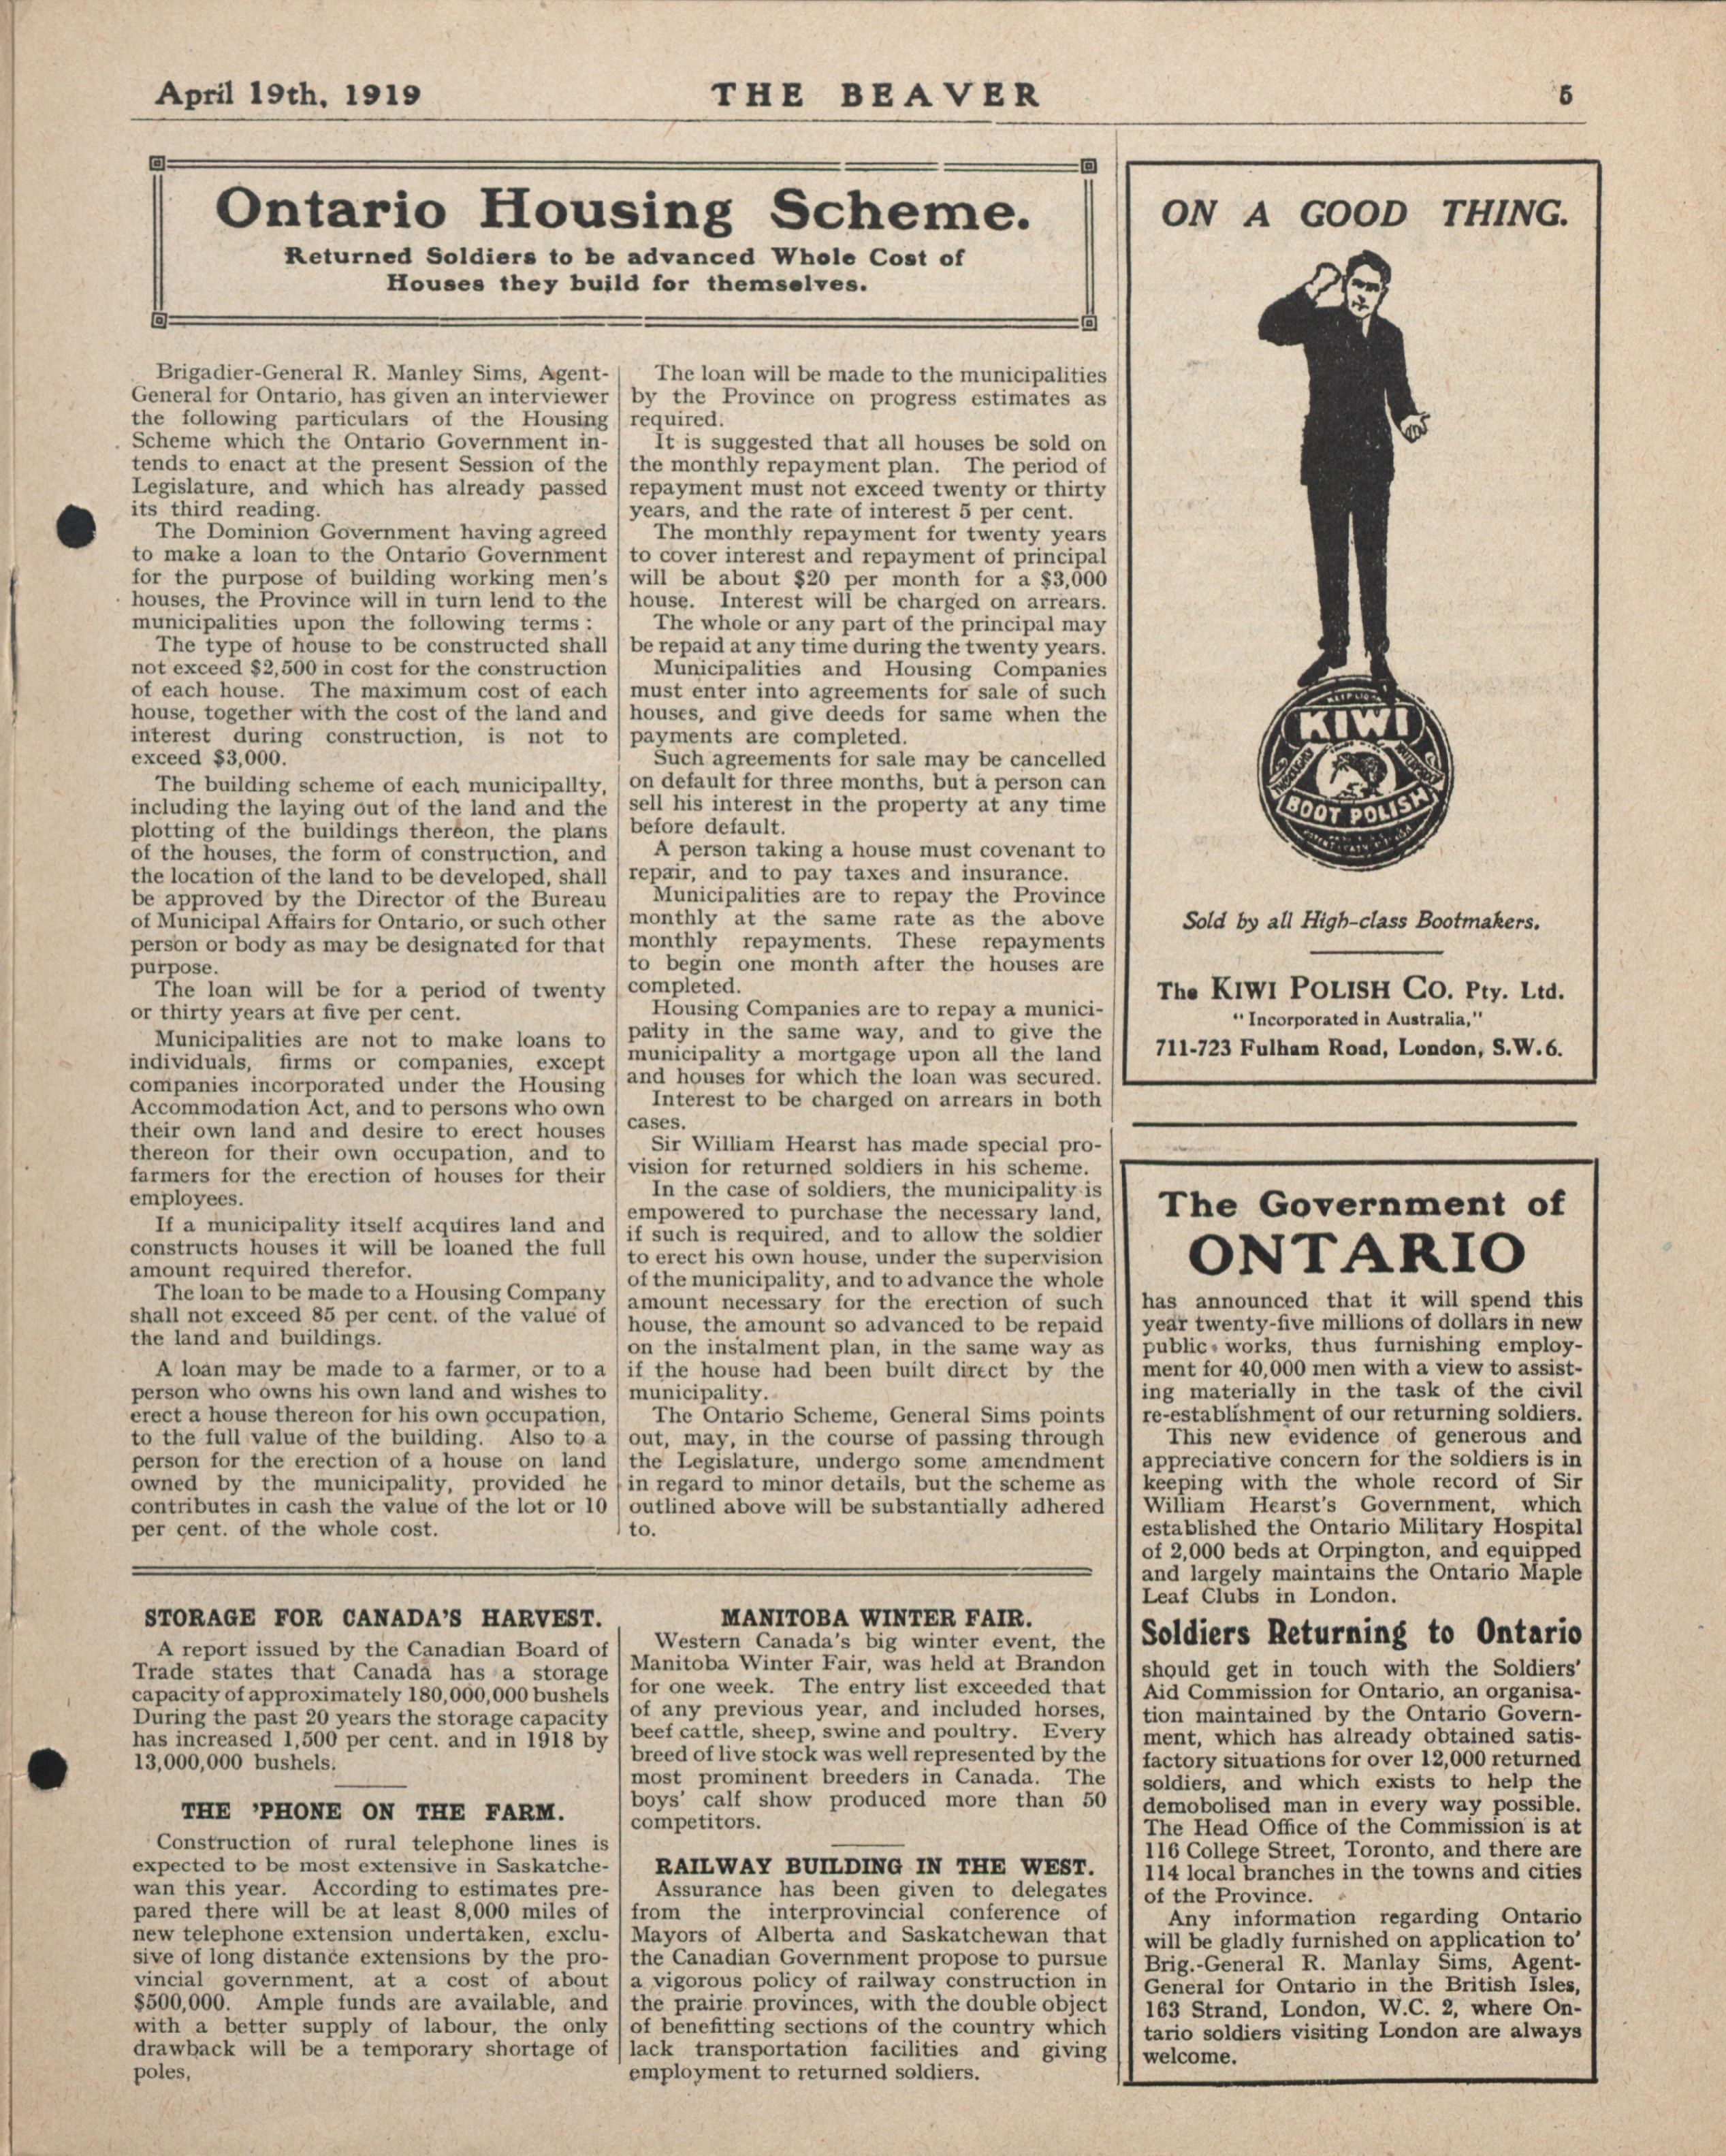 April 19th, 1919
THE BEAVER
5
Ontario Housing Scheme.
Returned Soldiers to be advanced Whole Cost of
Houses they build for themselves.
Brigadier-General R. Manley Sims, Agent-
General for Ontario, has given an interviewer
the following particulars of the Housing
Scheme which the Ontario Government in-
tends to enact at the present Session of the
Legislature, and which has already passed
its third reading.
The Dominion Government having agreed
to make a loan to the Ontario Government
for the purpose of building working men's
houses, the Province will in turn lend to the
municipalities upon the following terms :
The type of house to be constructed shall
not exceed $2,500 in cost for the construction
of each house. The maximum cost of each
house, together with the cost of the land and
interest during construction, is not to
exceed $3,000.
The building scheme of each municipallty,
including the laying out of the land and the
plotting of the buildings thereon, the plans
of the houses, the form of construction, and
the location of the land to be developed, shall
be approved by the Director of the Bureau
of Municipal Affairs for Ontario, or such other
person or body as may be designated for that
purpose.
The loan will be for a period of twenty
or thirty years at five per cent.
Municipalities are not to make loans to
individuals, firms or companies, except
companies incorporated under the Housing
Accommodation Act, and to persons who own
their own land and desire to erect houses
thereon for their own occupation, and to
farmers for the erection of houses for their
employees.
If a municipality itself acquires land and
constructs houses it will be loaned the full
amount required therefor.
The loan to be made to a Housing Company
shall not exceed 85 per cent. of the value of
the land and buildings.
A loan may be made to a farmer, or to a
person who owns his own land and wishes to
erect a house thereon for his own occupation,
to the full value of the building. Also to a
person for the erection of a house on land
owned by the municipality, provided he
contributes in cash the value of the lot or 10
per cent. of the whole cost.
The loan will be made to the municipalities
by the Province on progress estimates as
required.
It is suggested that all houses be sold on
the monthly repayment plan. The period of
repayment must not exceed twenty or thirty
years, and the rate of interest 5 per cent.
The monthly repayment for twenty years
to cover interest and repayment of principal
will be about $20 per month for a $3,000
house. Interest will be charged on arrears.
The whole or any part of the principal may
be repaid at any time during the twenty years.
Municipalities and Housing Companies
must enter into agreements for sale of such
houses, and give deeds for same when the
payments are completed.
Such agreements for sale may be cancelled
on default for three months, but a person can
sell his interest in the property at any time
before default.
A person taking a house must covenant to
repair, and to pay taxes and insurance.
Municipalities are to repay the Province
monthly at the same rate as the above
monthly repayments. These repayments
to begin one month after the houses are
completed.
Housing Companies are to repay a munici-
pality in the same way, and to give the
municipality a mortgage upon all the land
and houses for which the loan was secured.
Interest to be charged on arrears in both
cases.
Sir William Hearst has made special pro-
vision for returned soldiers in his scheme.
In the case of soldiers, the municipality is
empowered to purchase the necessary land,
if such is required, and to allow the soldier
to erect his own house, under the supervision
of the municipality, and to advance the whole
amount necessary for the erection of such
house, the amount so advanced to be repaid
on the instalment plan, in the same way as
if the house had been built direct by the
municipality.
The Ontario Scheme, General Sims points
out, may, in the course of passing through
the Legislature, undergo some amendment
in regard to minor details, but the scheme as
outlined above will be substantially adhered
to.
STORAGE FOR CANADA'S HARVEST.
A report issued by the Canadian Board of
Trade states that Canada has a storage
capacity of approximately 180,000,000 bushels
During the past 20 years the storage capacity
has increased 1,500 per cent. and in 1918 by
13,000,000 bushels.
THE 'PHONE ON THE FARM.
Construction of rural telephone lines is
expected to be most extensive in Saskatche-
wan this year. According to estimates pre-
pared there will be at least 8,000 miles of
new telephone extension undertaken, exclu-
sive of long distance extensions by the pro-
vincial government, at a cost of about
$500,000. Ample funds are available, and
with a better supply of labour, the only
drawback will be a temporary shortage of
poles,
MANITOBA WINTER FAIR.
Western Canada's big winter event, the
Manitoba Winter Fair, was held at Brandon
for one week. The entry list exceeded that
of any previous year, and included horses,
beef cattle, sheep, swine and poultry. Every
breed of live stock was well represented by the
most prominent breeders in Canada. The
boys' calf show produced more than 50
competitors.
RAILWAY BUILDING IN THE WEST.
Assurance has been given to delegates
from the interprovincial conference of
Mayors of Alberta and Saskatchewan that
the Canadian Government propose to pursue
a vigorous policy of railway construction in
the prairie provinces, with the double object
of benefitting sections of the country which
lack transportation facilities and giving
employment to returned soldiers.
ON A GOOD THING.
KIWI
BOOT POLISH
Sold by all High-class Bootmakers.
The KIWI POLISH CO. Pty. Ltd.
"Incorporated in Australia,"
711-723 Fulham Road, London, S.W.6.
The Government of
ONTARIO
has announced that it will spend this
year twenty-five millions of dollars in new
public works, thus furnishing employ-
ment for 40,000 men with a view to assist-
ing materially in the task of the civil
re-establishment of our returning soldiers.
This new evidence of generous and
appreciative concern for the soldiers is in
keeping with the whole record of Sir
William Hearst's Government, which
established the Ontario Military Hospital
of 2,000 beds at Orpington, and equipped
and largely maintains the Ontario Maple
Leaf Clubs in London.
Soldiers Returning to Ontario
should get in touch with the Soldiers'
Aid Commission for Ontario, an organisa-
tion maintained by the Ontario Govern-
ment, which has already obtained satis-
factory situations for over 12,000 returned
soldiers, and which exists to help the
demobolised man in every way possible.
The Head Office of the Commission is at
116 College Street, Toronto, and there are
114 local branches in the towns and cities
of the Province.
Any information regarding Ontario
will be gladly furnished on application to
Brig.-General R. Manlay Sims, Agent-
General for Ontario in the British Isles,
163 Strand, London, W.C. 2, where On-
tario soldiers visiting London are always
welcome.